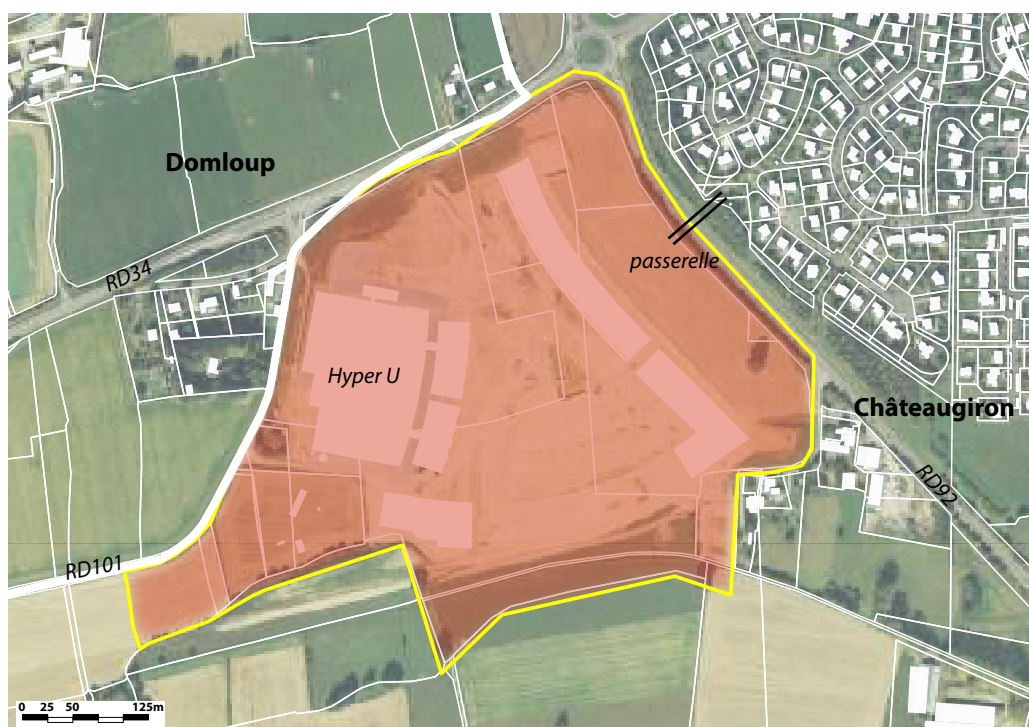 Domloup
passerelle
RD34
Hyper U
Châteaugiron
RD92
RD101
0 25 50 125m